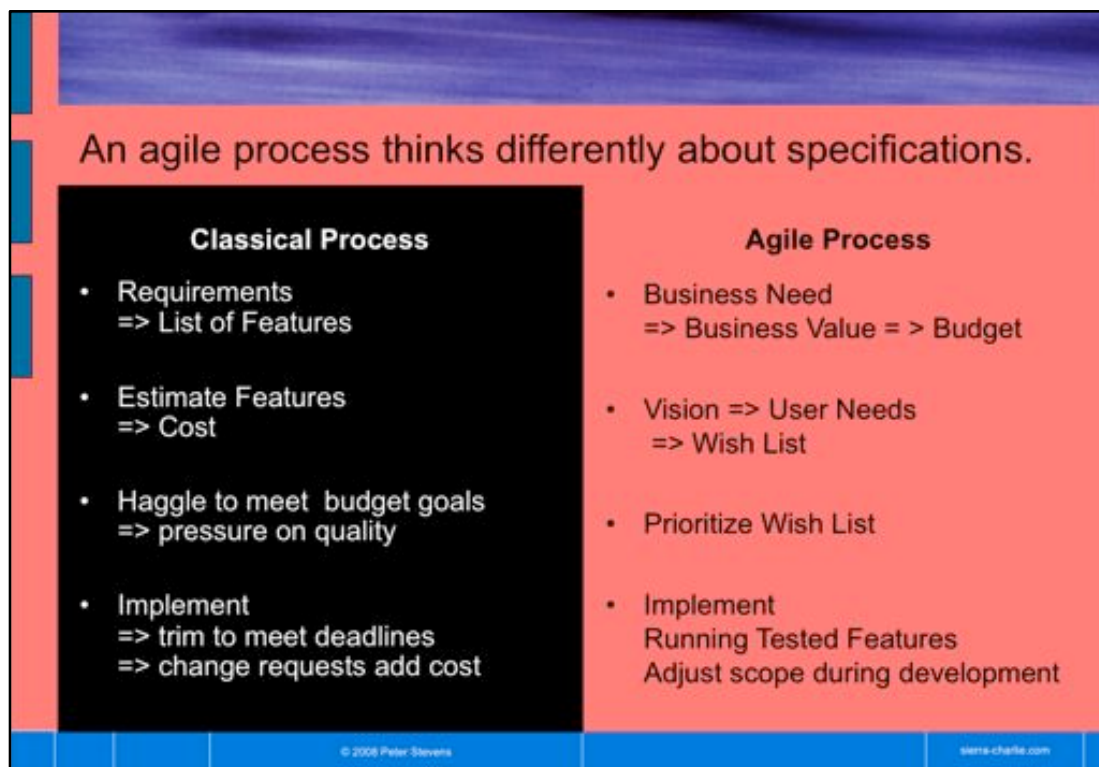 An agile process thinks differently about specifications.
Classical Process
• Requirements
=> List of Features
• Estimate Features
=> Cost
• Haggle to meet budget goals
=> pressure on quality
• Implement
=> trim to meet deadlines
=> change requests add cost
Agile Process
• Business Need
=> Business Value = > Budget
• Vision => User Needs
=> Wish List
• Prioritize Wish List
• Implement
Running Tested Features
Adjust scope during development
© 2008 Peter Stevens
sierra-charlie.com